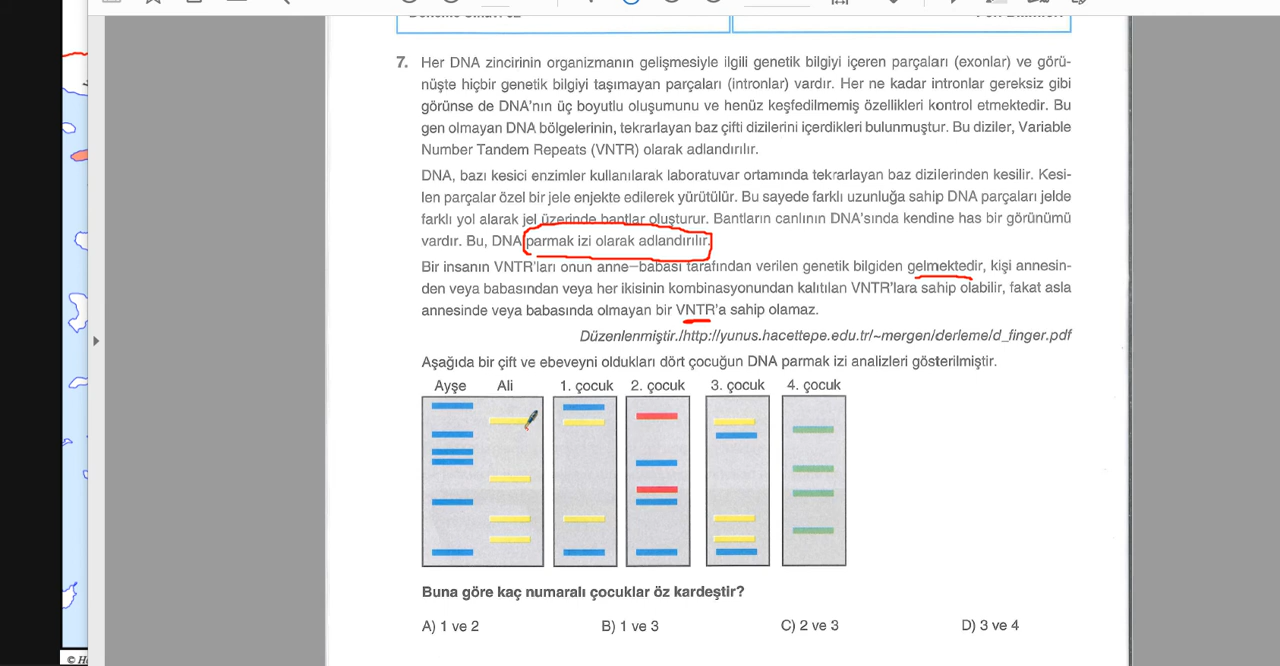 7. Her DNA zincirinin organizmanın gelişmesiyle ilgili genetik bilgiyi içeren parçaları (exonlar) ve görü-
nüşte hiçbir genetik bilgiyi taşımayan parçaları (intronlar) vardır. Her ne kadar intronlar gereksiz gibi
görünse de DNA'nın üç boyutlu oluşumunu ve henüz keşfedilmemiş özellikleri kontrol etmektedir. Bu
gen olmayan DNA bölgelerinin, tekrarlayan baz çifti dizilerini içerdikleri bulunmuştur. Bu diziler, Variable
Number Tandem Repeats (VNTR) olarak adlandırılır.
DNA, bazı kesici enzimler kullanılarak laboratuvar ortamında tekrarlayan baz dizilerinden kesilir. Kesi-
len parçalar özel bir jele enjekte edilerek yürütülür. Bu sayede farklı uzunluğa sahip DNA parçaları jelde
farklı yol alarak jel üzerinde bantlar oluşturur. Bantların canlının DNA'sında kendine has bir görünümü
vardır. Bu, DNA parmak izi olarak adlandırılır.
Bir insanın VNTR'ları onun anne–babası tarafından verilen genetik bilgiden gelmektedir, kişi annesin-
den veya babasından veya her ikisinin kombinasyonundan kalıtılan VNTR'lara sahip olabilir, fakat asla
annesinde veya babasında olmayan bir VNTR'a sahip olamaz.
Düzenlenmiştir./http://yunus.hacettepe.edu.tr/~mergen/derleme/d_finger.pdf
Aşağıda bir çift ve ebeveyni oldukları dört çocuğun DNA parmak izi analizleri gösterilmiştir.
Ayşe Ali 1. çocuk 2. çocuk 3. çocuk 4. çocuk
Buna göre kaç numaralı çocuklar öz kardeştir?
A) 1 ve 2 B) 1 ve 3 C) 2 ve 3 D) 3 ve 4